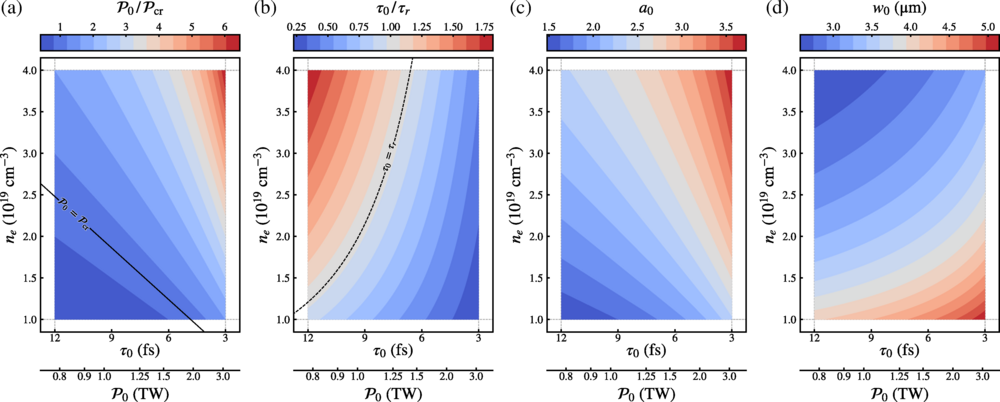 (a) 𝒫₀/𝒫cr
1 2 3 4 5 6
4.0
3.5
3.0
2.5
2.0
1.5
1.0
nₑ (10¹⁹ cm⁻³)
𝒫₀ = 𝒫cr
12 9 6 3
τ₀ (fs)
0.8 0.9 1.0 1.25 1.5 2.0 3.0
𝒫₀ (TW)
(b) τ₀/τᵣ
0.25 0.50 0.75 1.00 1.25 1.50 1.75
4.0
3.5
3.0
2.5
2.0
1.5
1.0
nₑ (10¹⁹ cm⁻³)
τ₀ = τᵣ
12 9 6 3
τ₀ (fs)
0.8 0.9 1.0 1.25 1.5 2.0 3.0
𝒫₀ (TW)
(c) a₀
1.5 2.0 2.5 3.0 3.5
4.0
3.5
3.0
2.5
2.0
1.5
1.0
nₑ (10¹⁹ cm⁻³)
12 9 6 3
τ₀ (fs)
0.8 0.9 1.0 1.25 1.5 2.0 3.0
𝒫₀ (TW)
(d) w₀ (µm)
3.0 3.5 4.0 4.5 5.0
4.0
3.5
3.0
2.5
2.0
1.5
1.0
nₑ (10¹⁹ cm⁻³)
12 9 6 3
τ₀ (fs)
0.8 0.9 1.0 1.25 1.5 2.0 3.0
𝒫₀ (TW)